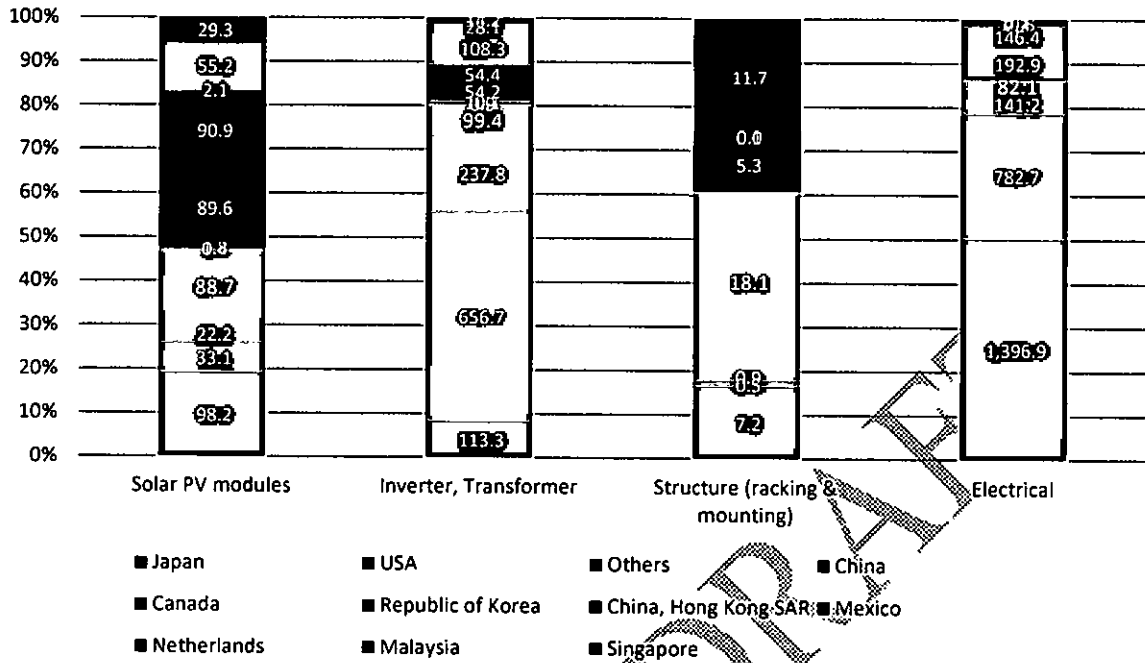 100%
90%
80%
70%
60%
50%
40%
30%
20%
10%
0%
29.3
55.2
2.1
90.9
89.6
0.8
88.7
22.2
33.1
98.2
28.1
108.3
54.4
54.2
99.4
237.8
656.7
113.3
11.7
5.3
18.1
7.2
146.4
192.9
82.1
141.2
782.7
1,396.9
Solar PV modules
Inverter, Transformer
Structure (racking &
mounting)
Electrical
Japan
USA
Others
China
Canada
Republic of Korea
China, Hong Kong SAR
Mexico
Netherlands
Malaysia
Singapore